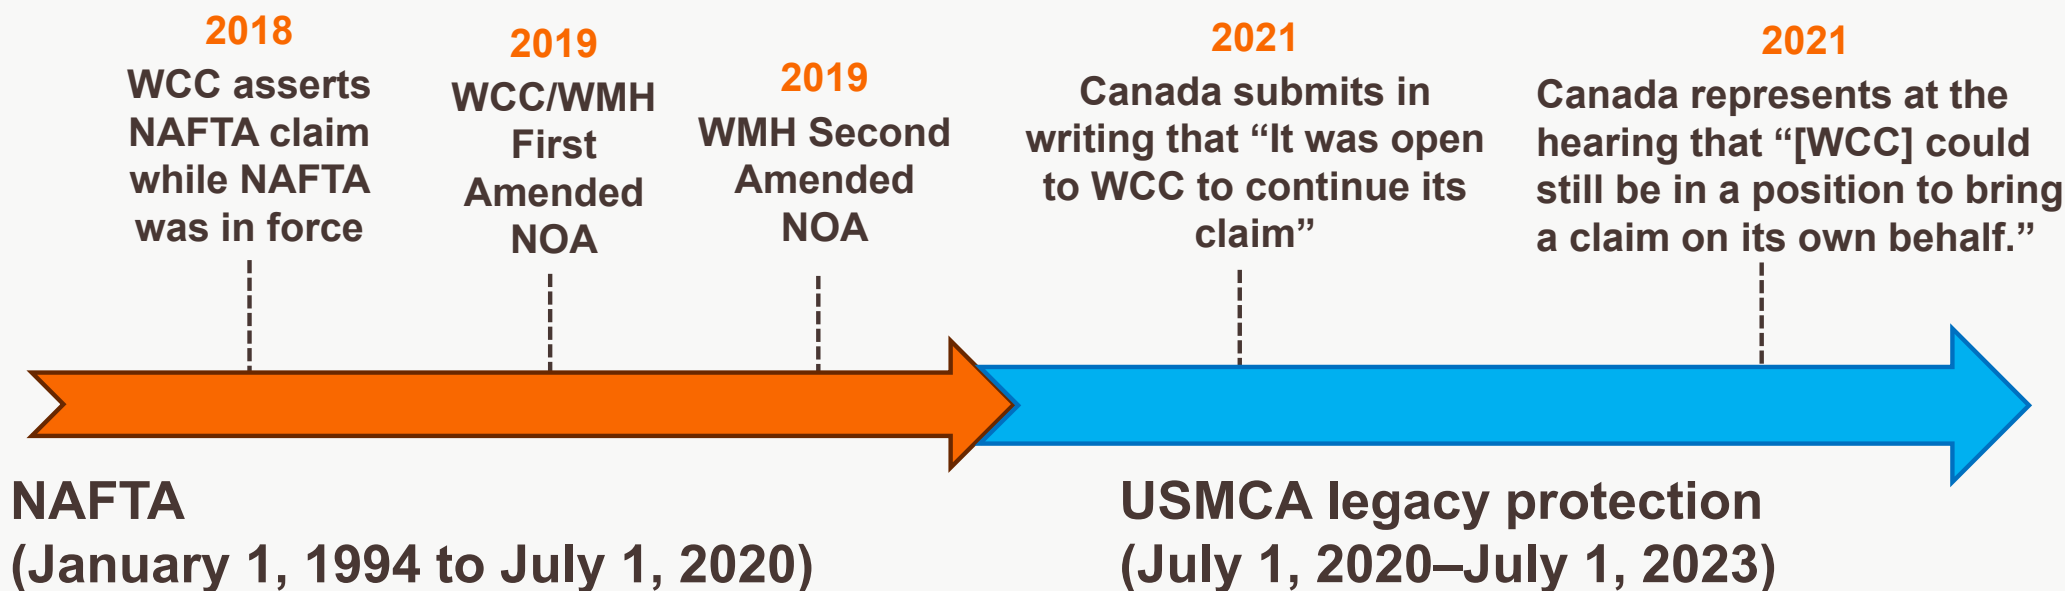 2018
WCC asserts
NAFTA claim
while NAFTA
was in force
2019
WCC/WMH
First
Amended
NOA
2019
WMH Second
Amended
NOA
2021
Canada submits in
writing that “It was open
to WCC to continue its
claim”
2021
Canada represents at the
hearing that “[WCC] could
still be in a position to bring
a claim on its own behalf.”
NAFTA
(January 1, 1994 to July 1, 2020)
USMCA legacy protection
(July 1, 2020–July 1, 2023)